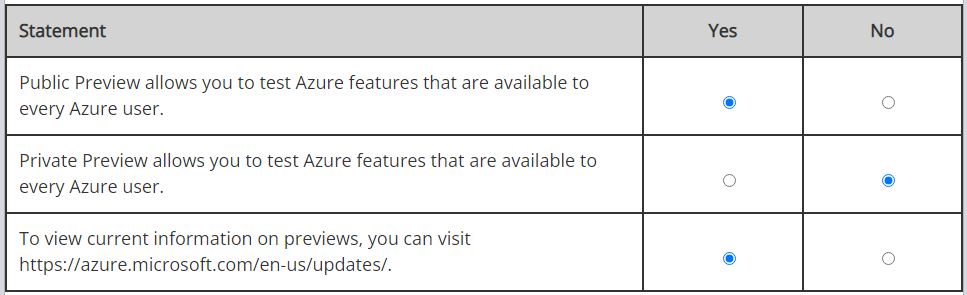 Statement Yes No
Public Preview allows you to test Azure features that are available to
every Azure user.
Private Preview allows you to test Azure features that are available to
every Azure user.
To view current information on previews, you can visit
https://azure.microsoft.com/en-us/updates/.